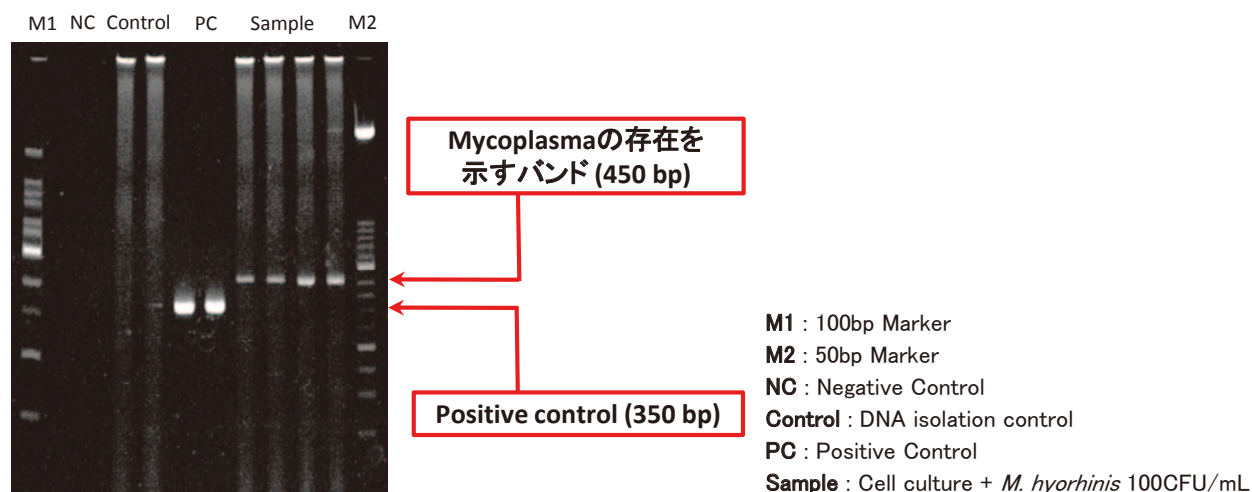 M1 NC Control PC Sample M2
Mycoplasmaの存在を
示すバンド (450 bp)
Positive control (350 bp)
M1 : 100bp Marker
M2 : 50bp Marker
NC : Negative Control
Control : DNA isolation control
PC : Positive Control
Sample : Cell culture + M. hyorhinis 100CFU/mL